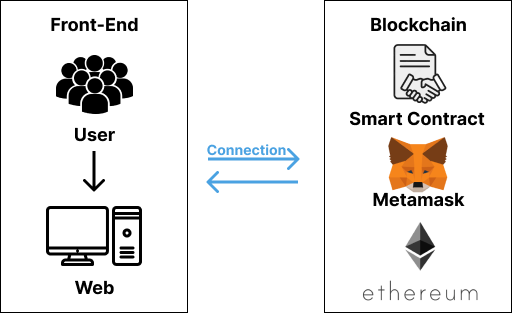 Front-End
User
Web
Connection
Blockchain
Smart Contract
Metamask
ethereum